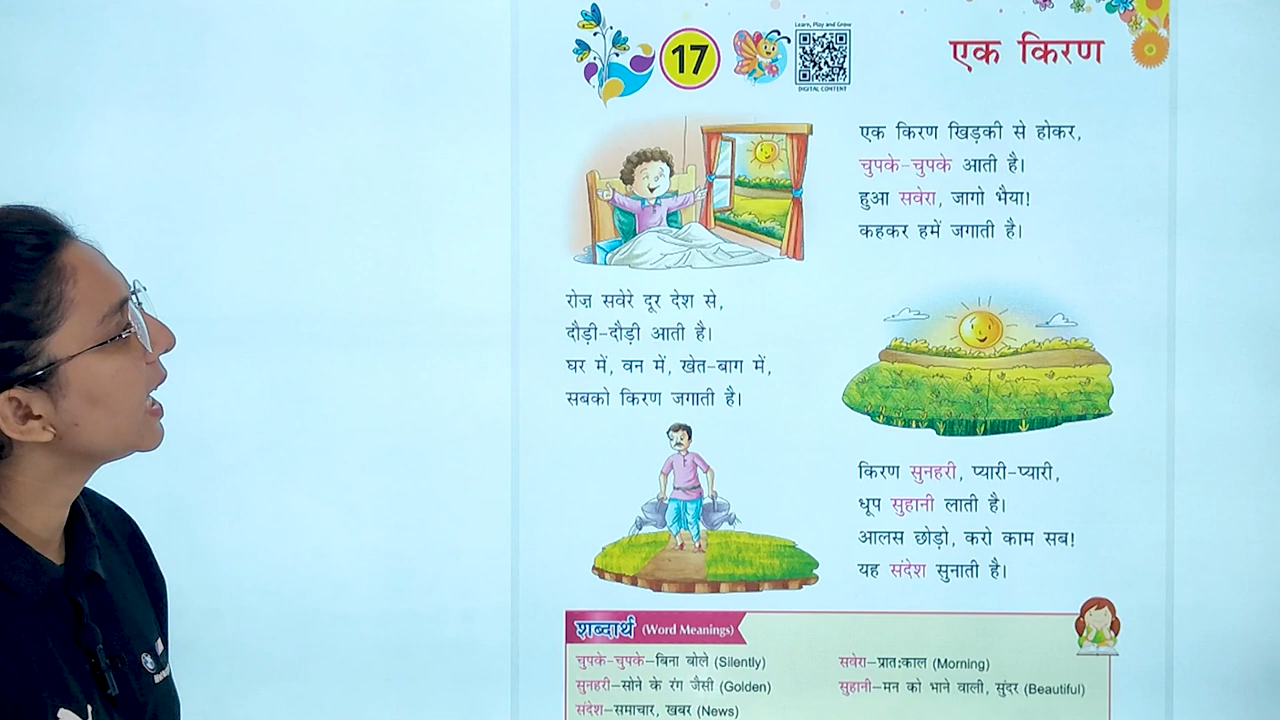 Learn, Play and Grow
17
DIGITAL CONTENT
एक किरण
एक किरण खिड़की से होकर,
चुपके-चुपके आती है।
हुआ सवेरा, जागो भैया!
कहकर हमें जगाती है।
रोज़ सवेरे दूर देश से,
दौड़ी-दौड़ी आती है।
घर में, वन में, खेत-बाग में,
सबको किरण जगाती है।
किरण सुनहरी, प्यारी-प्यारी,
धूप सुहानी लाती है।
आलस छोड़ो, करो काम सब!
यह संदेश सुनाती है।
शब्दार्थ (Word Meanings)
चुपके-चुपके–बिना बोले (Silently)
सवेरा–प्रातःकाल (Morning)
सुनहरी–सोने के रंग जैसी (Golden)
सुहानी–मन को भाने वाली, सुंदर (Beautiful)
संदेश–समाचार, खबर (News)